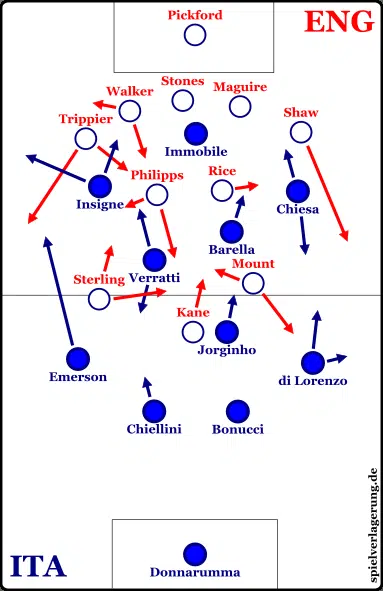 Pickford
ENG
Stones
Maguire
Walker
Shaw
Trippier
Immobile
Rice
Philipps
Insigne
Chiesa
Barella
Mount
Sterling
Verratti
Kane
Jorginho
Emerson
di Lorenzo
Chiellini
Bonucci
spielverlagerung.de
ITA
Donnarumma